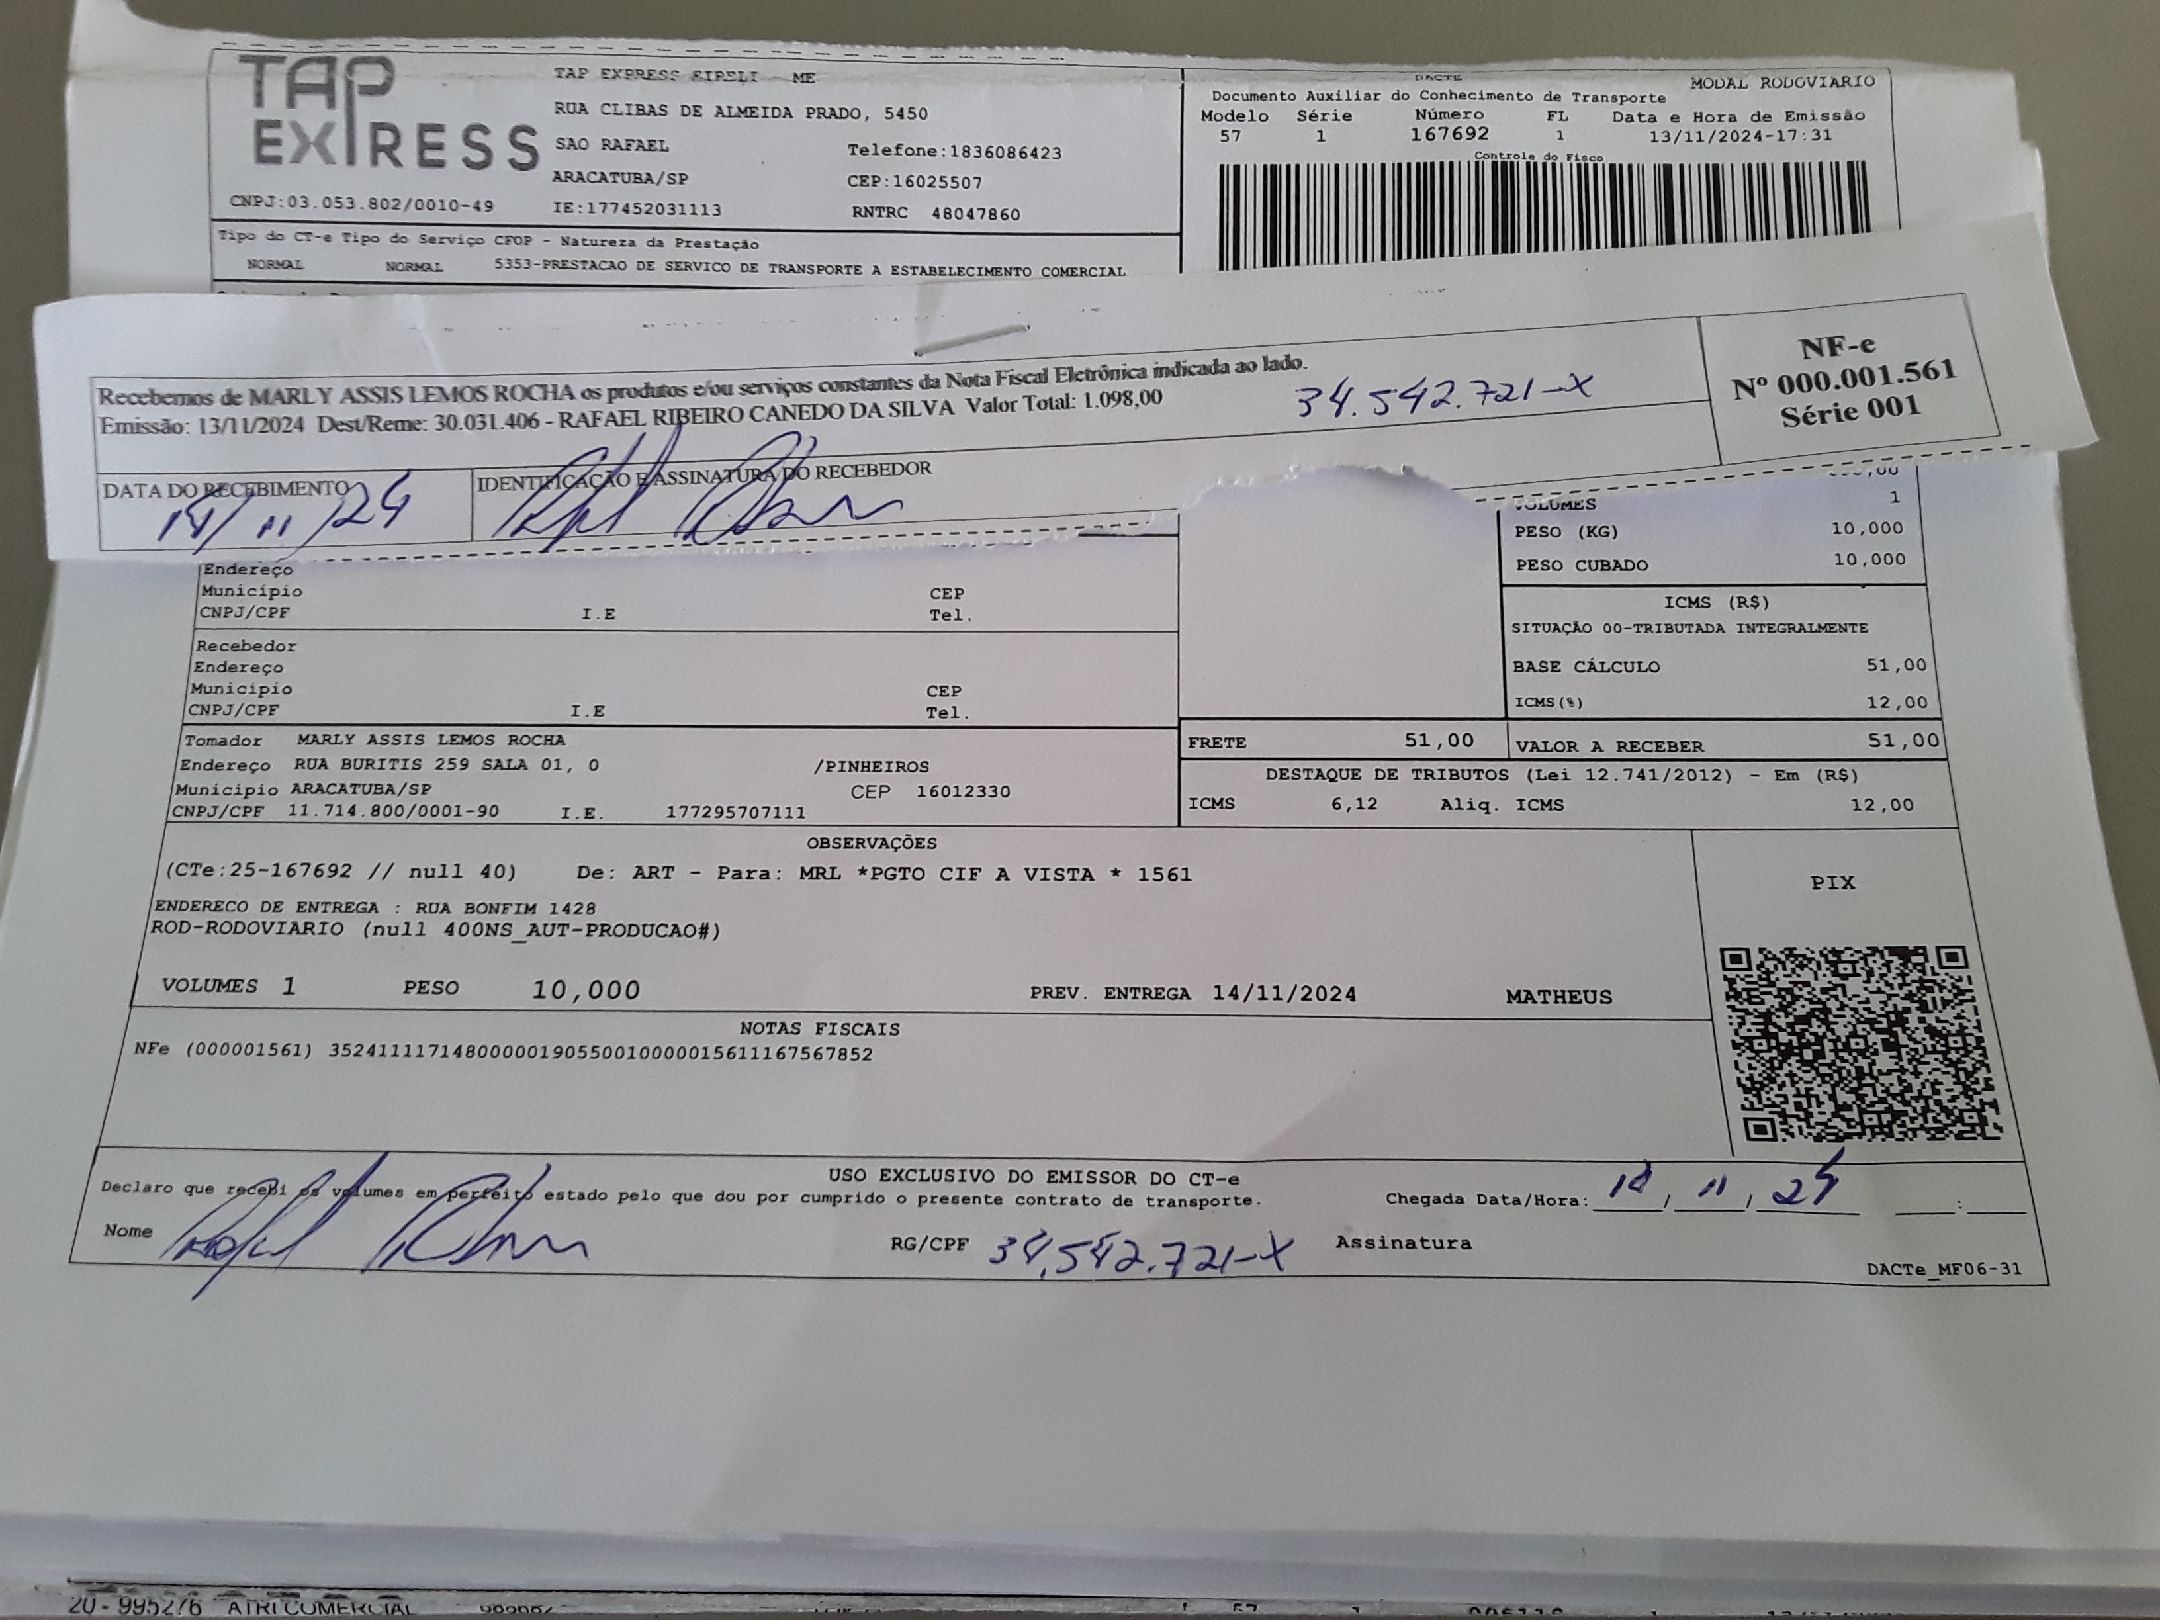 TAP EXPRESS
TAP EXPRESS EIRELI - ME
RUA CLIBAS DE ALMEIDA PRADO, 5450
SAO RAFAEL
Telefone:1836086423
ARACATUBA/SP
CEP:16025507
CNPJ:03.053.802/0010-49
IE:177452031113
RNTRC 48047860
DACTE
MODAL RODOVIARIO
Documento Auxiliar do Conhecimento de Transporte
Modelo Série Número FL Data e Hora de Emissão
57 1 167692 1 13/11/2024-17:31
Controle do Fisco
Tipo do CT-e Tipo do Serviço CFOP - Natureza da Prestação
NORMAL NORMAL 5353-PRESTACAO DE SERVICO DE TRANSPORTE A ESTABELECIMENTO COMERCIAL
Recebemos de MARLY ASSIS LEMOS ROCHA os produtos e/ou serviços constantes da Nota Fiscal Eletrônica indicada ao lado.
Emissão: 13/11/2024 Dest/Reme: 30.031.406 - RAFAEL RIBEIRO CANEDO DA SILVA Valor Total: 1.098,00
34.542.721-X
NF-e
Nº 000.001.561
Série 001
DATA DO RECEBIMENTO
14/11/24
IDENTIFICAÇÃO E ASSINATURA DO RECEBEDOR
VOLUMES 1
PESO (KG) 10,000
PESO CUBADO 10,000
Endereço
Município CEP
CNPJ/CPF I.E Tel.
ICMS (R$)
SITUAÇÃO 00-TRIBUTADA INTEGRALMENTE
BASE CÁLCULO 51,00
ICMS(%) 12,00
Recebedor
Endereço
Município CEP
CNPJ/CPF I.E Tel.
Tomador MARLY ASSIS LEMOS ROCHA
Endereço RUA BURITIS 259 SALA 01, 0 /PINHEIROS
Município ARACATUBA/SP CEP 16012330
CNPJ/CPF 11.714.800/0001-90 I.E. 177295707111
FRETE 51,00 VALOR A RECEBER 51,00
DESTAQUE DE TRIBUTOS (Lei 12.741/2012) - Em (R$)
ICMS 6,12 Aliq. ICMS 12,00
OBSERVAÇÕES
(CTe:25-167692 // null 40) De: ART - Para: MRL *PGTO CIF A VISTA * 1561
ENDERECO DE ENTREGA : RUA BONFIM 1428
ROD-RODOVIARIO (null 400NS_AUT-PRODUCAO#)
PIX
VOLUMES 1 PESO 10,000 PREV. ENTREGA 14/11/2024 MATHEUS
NOTAS FISCAIS
NFe (000001561) 35241111714800000190550010000015611167567852
USO EXCLUSIVO DO EMISSOR DO CT-e
Declaro que recebi os volumes em perfeito estado pelo que dou por cumprido o presente contrato de transporte.
Chegada Data/Hora: 14/11/24 :
Nome
RG/CPF 34.542.721-X Assinatura
DACTe_MF06-31
20-995276 ATRI COMERCIAL
57 1